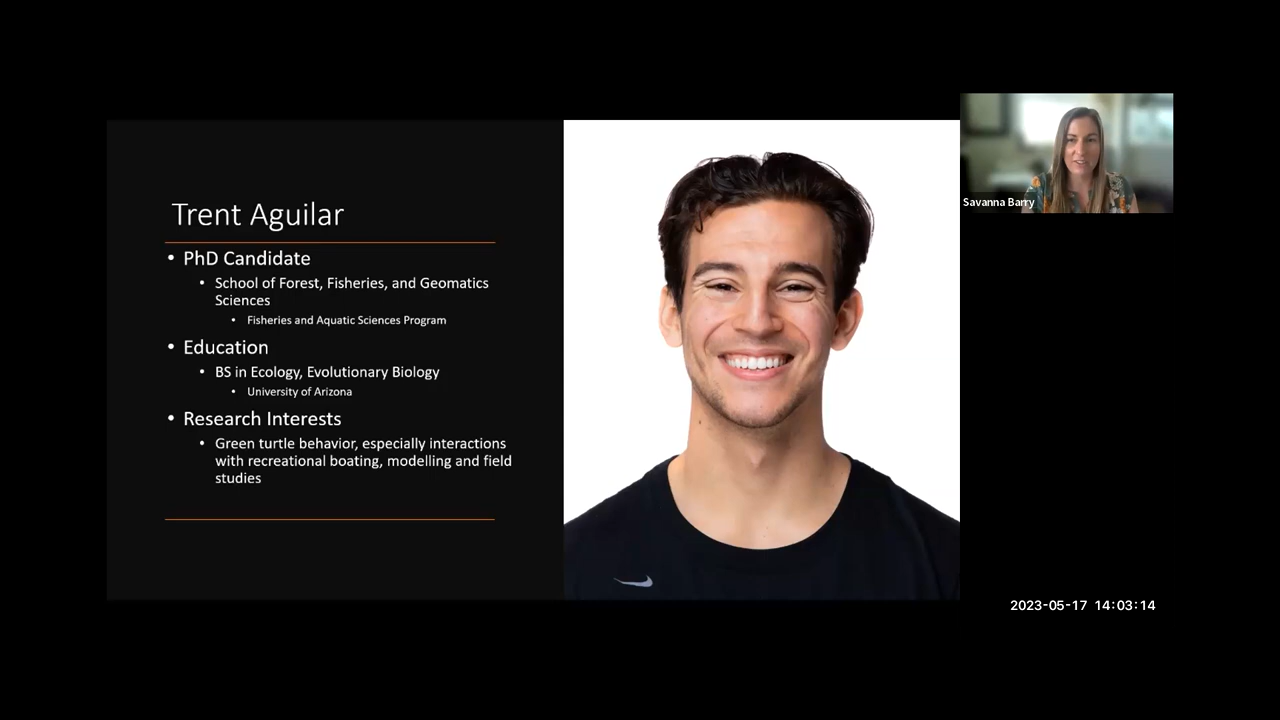 Trent Aguilar
• PhD Candidate
• School of Forest, Fisheries, and Geomatics
Sciences
• Fisheries and Aquatic Sciences Program
• Education
• BS in Ecology, Evolutionary Biology
• University of Arizona
• Research Interests
• Green turtle behavior, especially interactions
with recreational boating, modelling and field
studies
Savanna Barry
2023-05-17 14:03:14